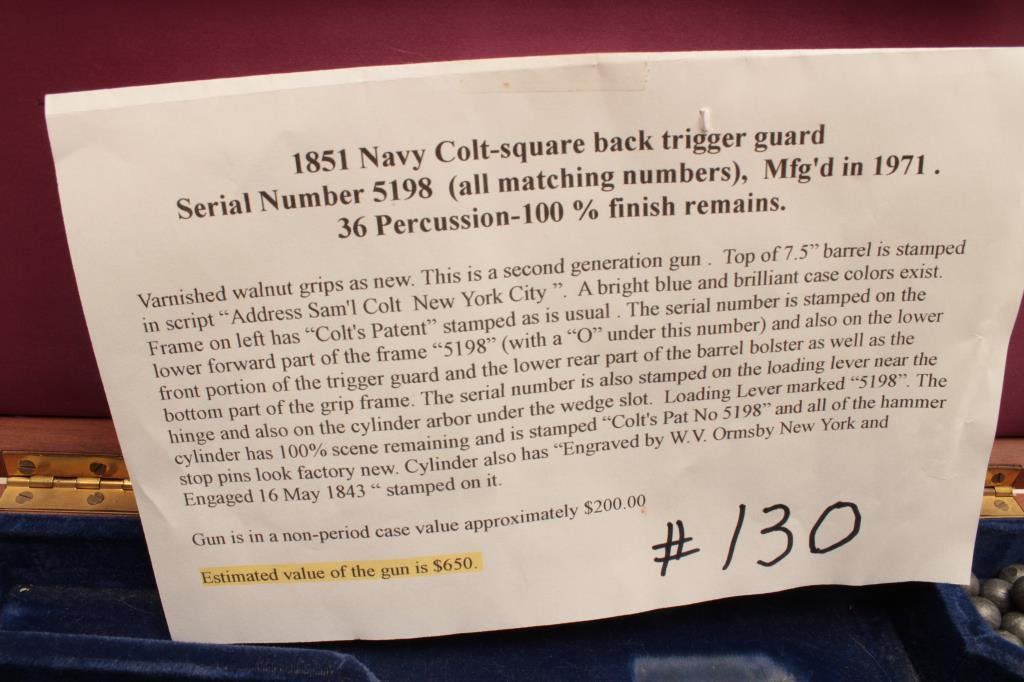 1851 Navy Colt-square back trigger guard
Serial Number 5198 (all matching numbers), Mfg'd in 1971 .
36 Percussion-100 % finish remains.
Varnished walnut grips as new. This is a second generation gun . Top of 7.5” barrel is stamped
in script “Address Sam'l Colt New York City ”. A bright blue and brilliant case colors exist.
Frame on left has “Colt's Patent” stamped as is usual . The serial number is stamped on the
lower forward part of the frame “5198” (with a “O” under this number) and also on the lower
front portion of the trigger guard and the lower rear part of the barrel bolster as well as the
bottom part of the grip frame. The serial number is also stamped on the loading lever near the
hinge and also on the cylinder arbor under the wedge slot. Loading Lever marked “5198”. The
cylinder has 100% scene remaining and is stamped “Colt's Pat No 5198” and all of the hammer
stop pins look factory new. Cylinder also has “Engraved by W.V. Ormsby New York and
Engaged 16 May 1843 “ stamped on it.
Gun is in a non-period case value approximately $200.00
Estimated value of the gun is $650.
# 130